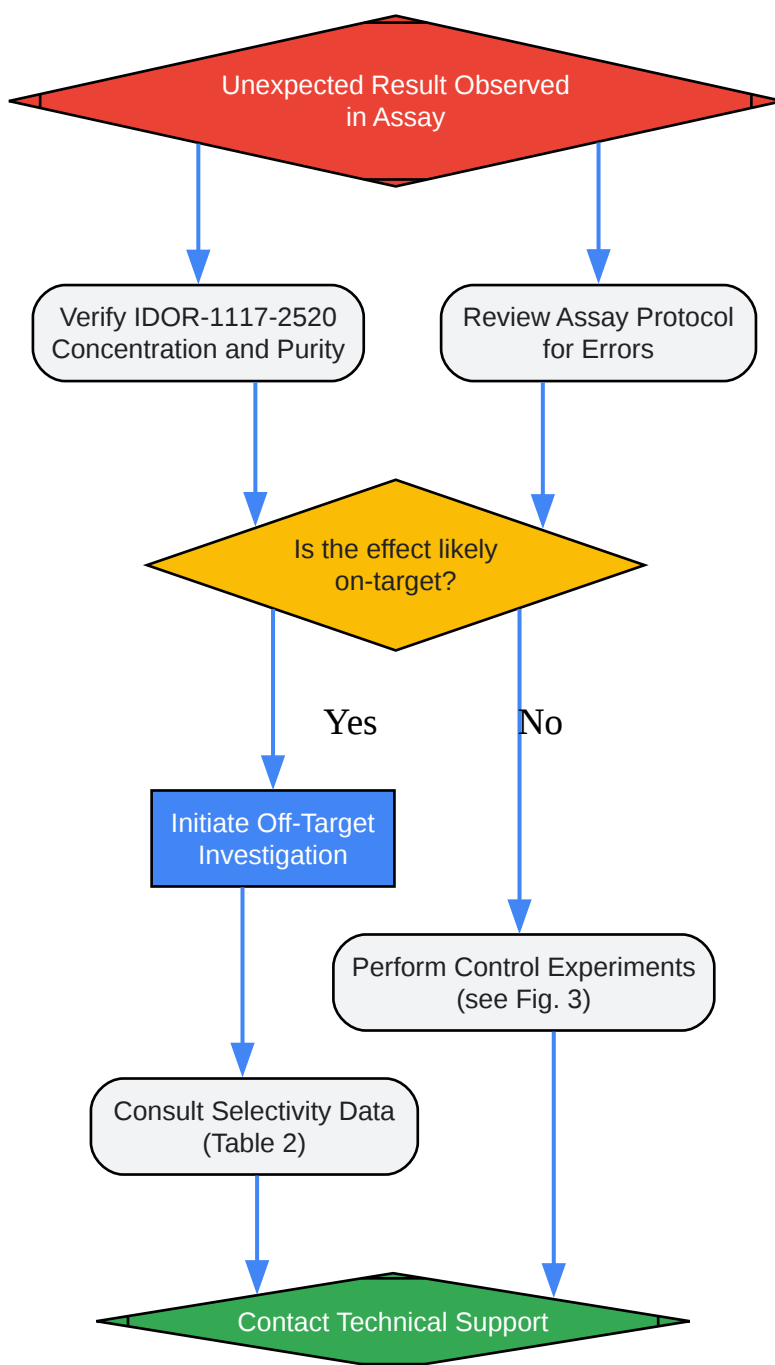 Unexpected Result Observed
in Assay
Verify IDOR-1117-2520
Concentration and Purity
Review Assay Protocol
for Errors
Is the effect likely
on-target?
Yes
No
Initiate Off-Target
Investigation
Perform Control Experiments
(see Fig. 3)
Consult Selectivity Data
(Table 2)
Contact Technical Support